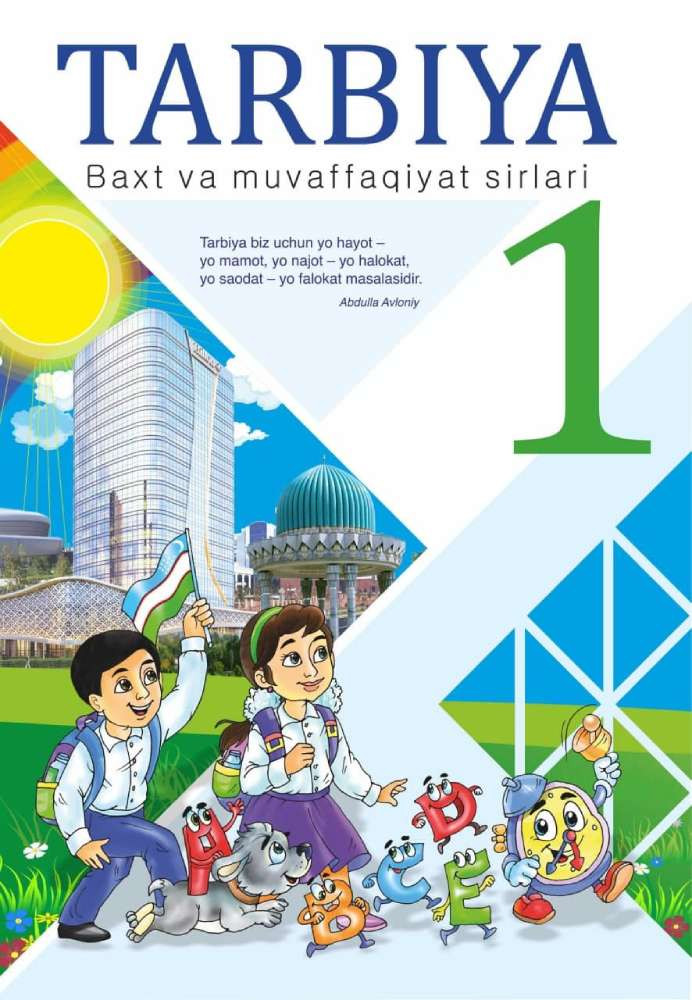 TARBIYA
Baxt va muvaffaqiyat sirlari
1
Tarbiya biz uchun yo hayot –
yo mamot, yo najot – yo halokat,
yo saodat – yo falokat masalasidir.
Abdulla Avloniy
A
B
C
D
E